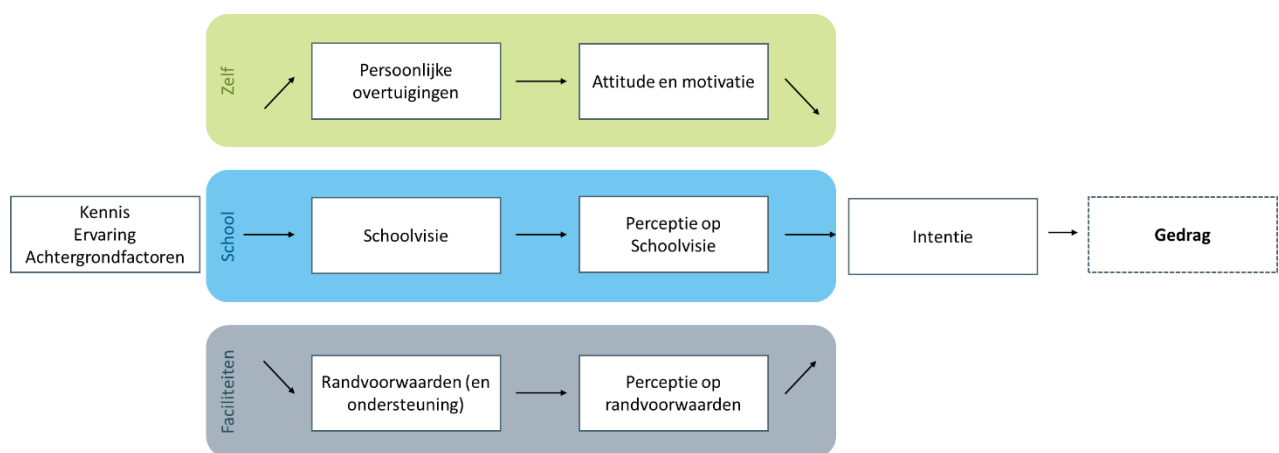 Zelf
Persoonlijke
overtuigingen
Attitude en motivatie
Kennis
Ervaring
Achtergrondfactoren
School
Schoolvisie
Perceptie op
Schoolvisie
Intentie
Gedrag
Faciliteiten
Randvoorwaarden (en
ondersteuning)
Perceptie op
randvoorwaarden